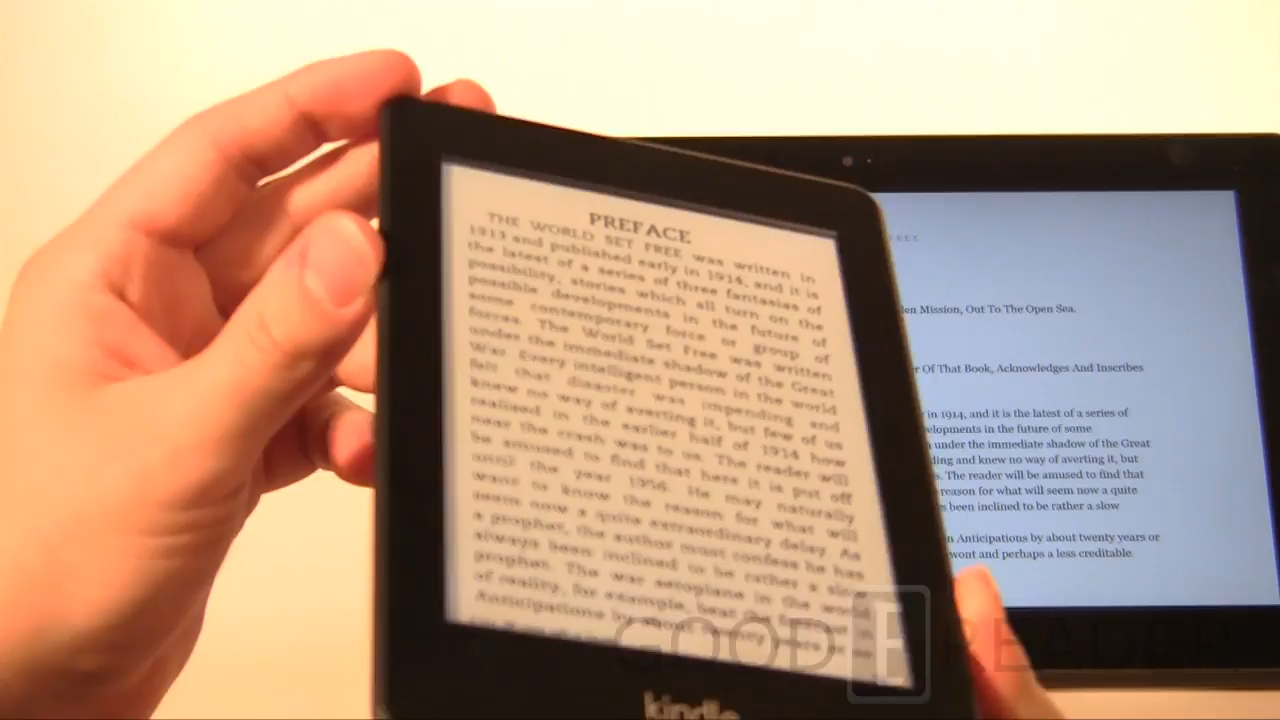 PREFACE
THE WORLD SET FREE was written in
1913 and published early in 1914, and it is
the latest of a series of three fantasias of
possibility, stories which all turn on the
possible developments in the future of
some contemporary force or group of
forces. The World Set Free was written
under the immediate shadow of the Great
War. Every intelligent person in the world
felt that disaster was impending and
knew no way of averting it, but few of us
realised in the earlier half of 1914 how
near the crash was to us. The reader will
be amused to find that here it is put off
until the year 1956. He may naturally
want to know the reason for what will
seem now a quite extraordinary delay. As
a prophet, the author must confess he has
always been inclined to be rather a slow
prophet. The war aeroplane in the world
of reality, for example, beat the
Anticipations by about twenty years or so
kindle
len Mission, Out To The Open Sea.
r Of That Book, Acknowledges And Inscribes
in 1914, and it is the latest of a series of
elopments in the future of some
under the immediate shadow of the Great
ding and knew no way of averting it, but
s. The reader will be amused to find that
reason for what will seem now a quite
s been inclined to be rather a slow
n Anticipations by about twenty years or
wont and perhaps a less creditable
GOOD READER